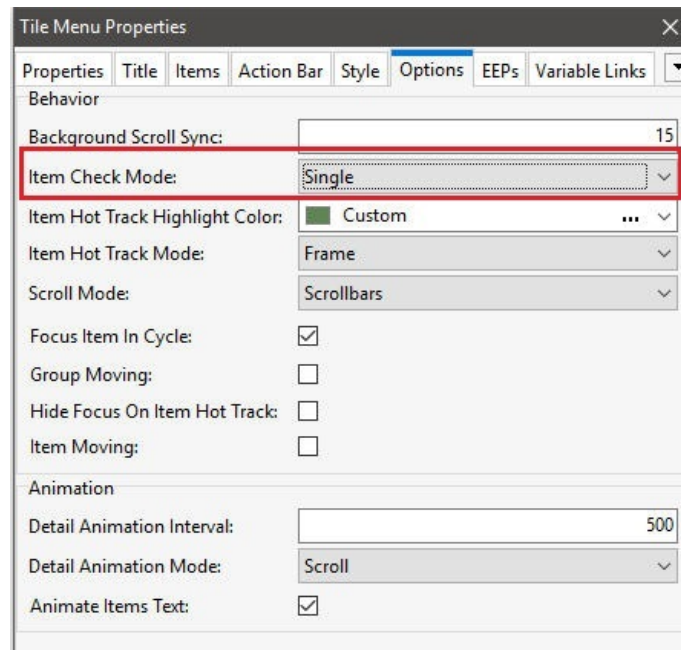 Tile Menu Properties
Properties Title Items Action Bar Style Options EEPs Variable Links
Behavior
Background Scroll Sync: 15
Item Check Mode: Single
Item Hot Track Highlight Color: Custom ...
Item Hot Track Mode: Frame
Scroll Mode: Scrollbars
Focus Item In Cycle:
Group Moving:
Hide Focus On Item Hot Track:
Item Moving:
Animation
Detail Animation Interval: 500
Detail Animation Mode: Scroll
Animate Items Text: